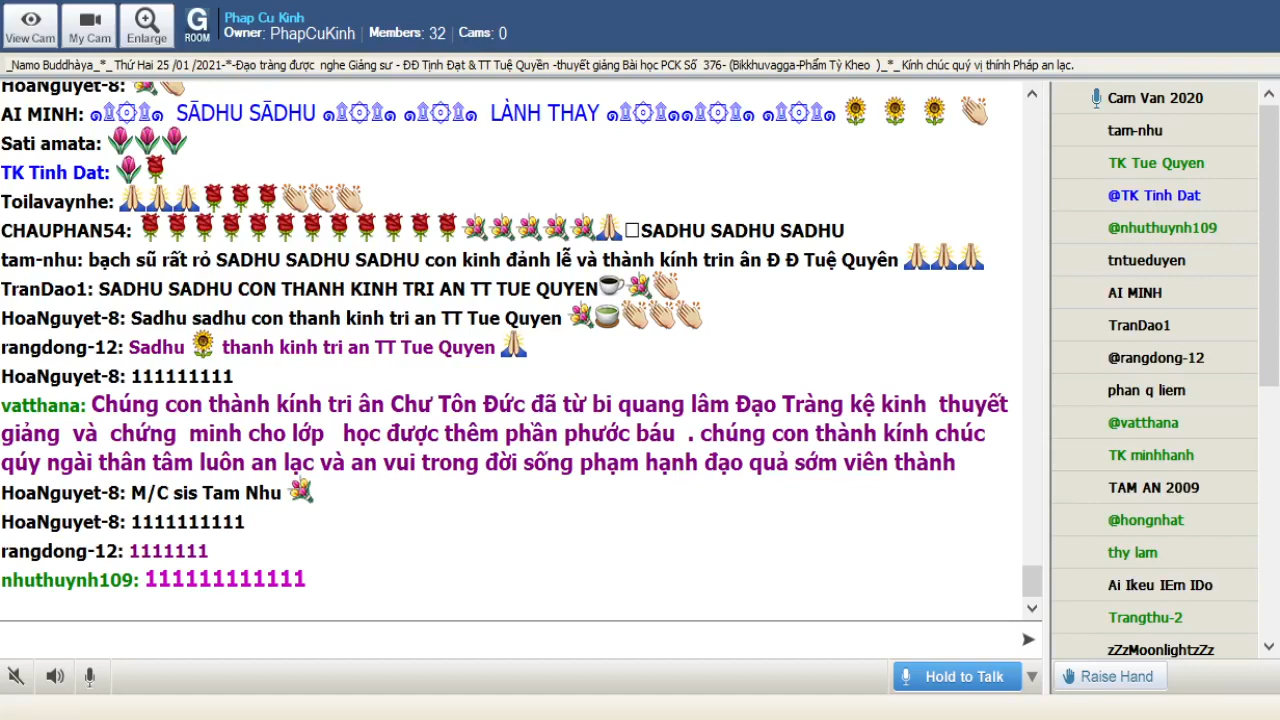 View Cam
My Cam
Enlarge
G
ROOM
Phap Cu Kinh
Owner: PhapCuKinh | Members: 32 | Cams: 0
_Namo Buddhàya_*_ Thứ Hai 25 /01 /2021-*-Đạo tràng được nghe Giảng sư - ĐĐ Tịnh Đạt & TT Tuệ Quyền -thuyết giảng Bài học PCK Số 376- (Bikkhuvagga-Phẩm Tỳ Kheo )_*_ Kính chúc quý vị thính Pháp an lạc.
HoaNguyet-8:
AI MINH: SĀDHU SĀDHU LÀNH THAY
Sati amata:
TK Tinh Dat:
Toilavaynhe:
CHAUPHAN54: SADHU SADHU SADHU
tam-nhu: bạch sũ rất rỏ SADHU SADHU SADHU con kinh đảnh lễ và thành kính trin ân Đ Đ Tuệ Quyên
TranDao1: SADHU SADHU CON THANH KINH TRI AN TT TUE QUYEN
HoaNguyet-8: Sadhu sadhu con thanh kinh tri an TT Tue Quyen
rangdong-12: Sadhu thanh kinh tri an TT Tue Quyen
HoaNguyet-8: 111111111
vatthana: Chúng con thành kính tri ân Chư Tôn Đức đã từ bi quang lâm Đạo Tràng kệ kinh thuyết
giảng và chứng minh cho lớp học được thêm phần phước báu . chúng con thành kính chúc
qúy ngài thân tâm luôn an lạc và an vui trong đời sống phạm hạnh đạo quả sớm viên thành
HoaNguyet-8: M/C sis Tam Nhu
HoaNguyet-8: 1111111111
rangdong-12: 1111111
nhuthuynh109: 111111111111
Hold to Talk
Cam Van 2020
tam-nhu
TK Tue Quyen
@TK Tinh Dat
@nhuthuynh109
tntueduyen
AI MINH
TranDao1
@rangdong-12
phan q liem
@vatthana
TK minhhanh
TAM AN 2009
@hongnhat
thy lam
Ai Ikeu IEm IDo
Trangthu-2
zZzMoonlightzZz
Raise Hand